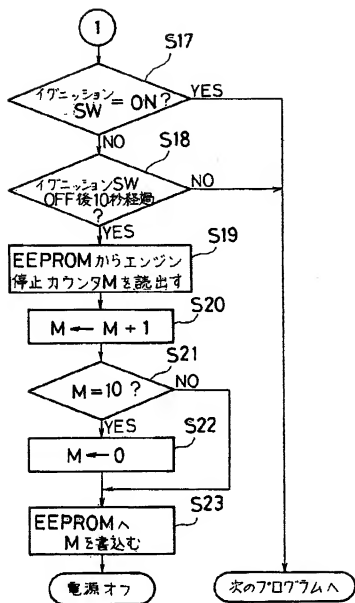 1
S17
イグニッション
SW = ON?
YES
NO
S18
イグニッションSW
OFF後10秒経過
?
NO
YES
S19
EEPROMからエンジン
停止カウンタMを読出す
S20
M ← M + 1
S21
M=10 ?
NO
YES
S22
M ← 0
S23
EEPROMへ
Mを書込む
電源オフ
次のプログラムへ